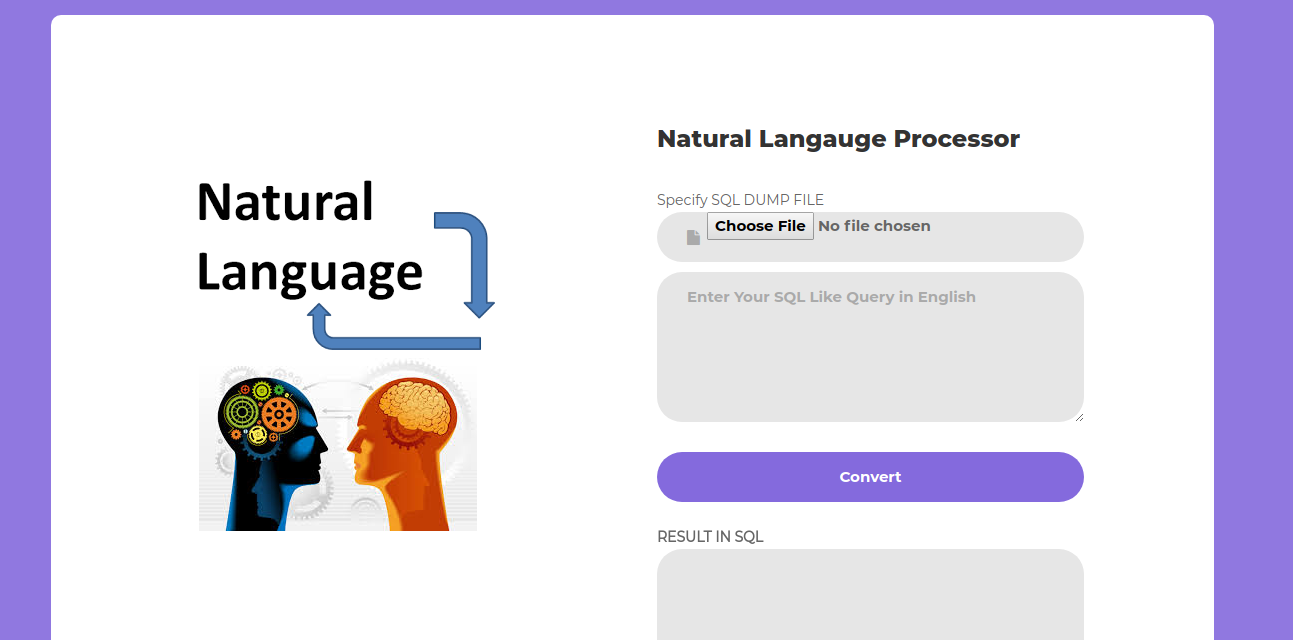 Natural
Language
Natural Langauge Processor
Specify SQL DUMP FILE
Choose File No file chosen
Enter Your SQL Like Query in English
Convert
RESULT IN SQL